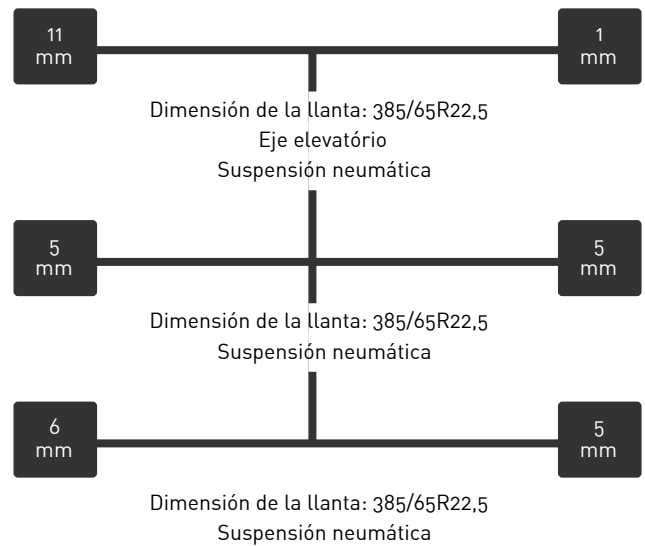 11
mm
1
mm
Dimensión de la llanta: 385/65R22,5
Eje elevatório
Suspensión neumática
5
mm
5
mm
Dimensión de la llanta: 385/65R22,5
Suspensión neumática
6
mm
5
mm
Dimensión de la llanta: 385/65R22,5
Suspensión neumática